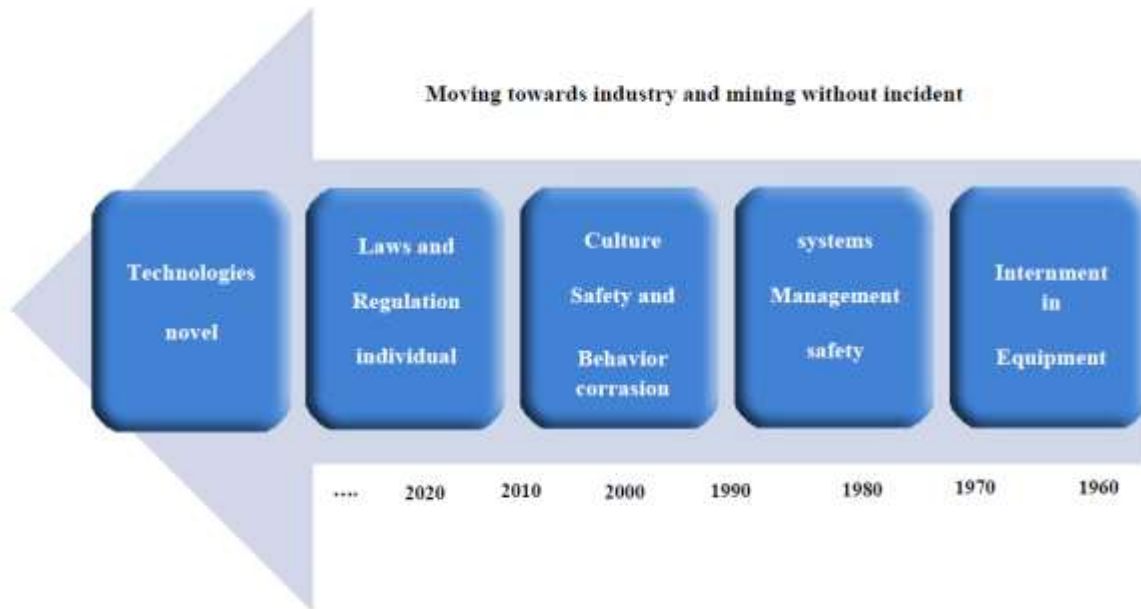 Moving towards industry and mining without incident
Technologies
novel
Laws and
Regulation
individual
Culture
Safety and
Behavior
corrasion
systems
Management
safety
Internment
in
Equipment
.... 2020 2010 2000 1990 1980 1970 1960